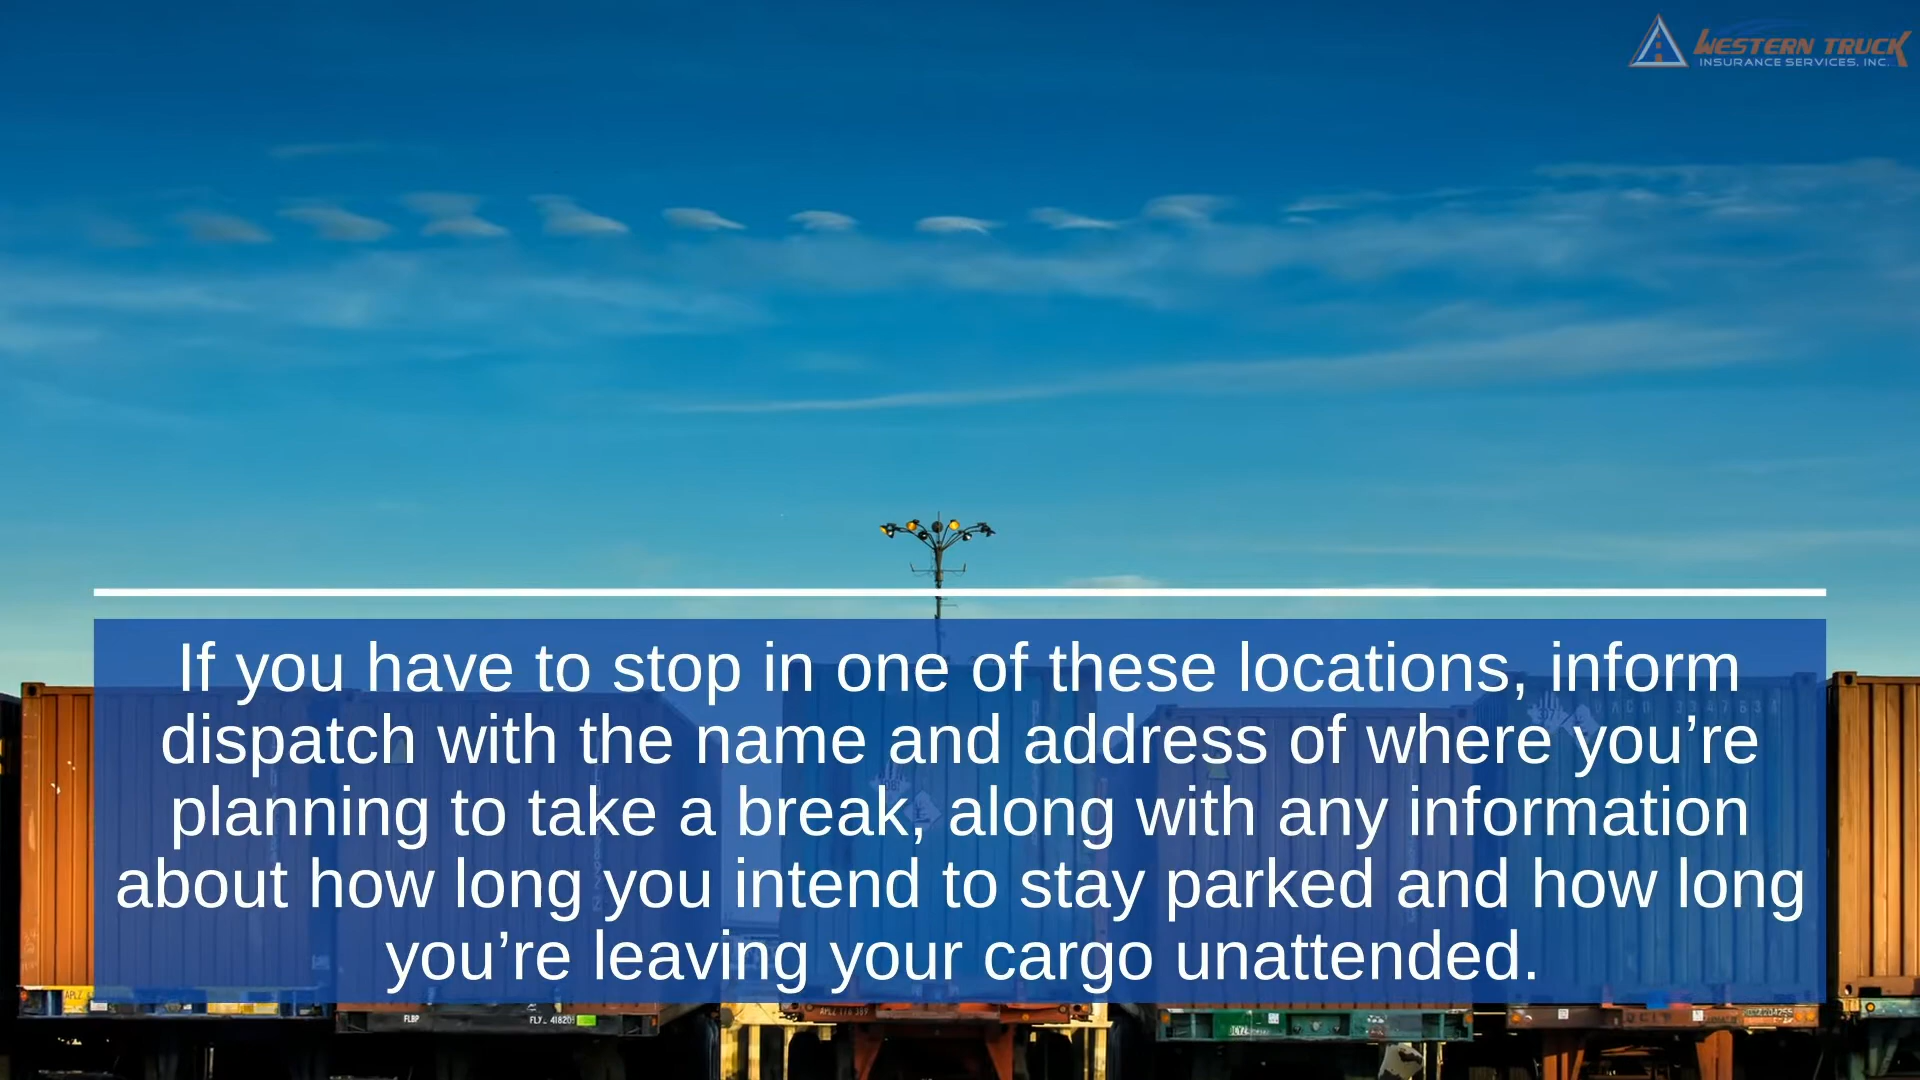 WESTERN TRUCK
INSURANCE SERVICES, INC.
If you have to stop in one of these locations, inform
dispatch with the name and address of where you’re
planning to take a break, along with any information
about how long you intend to stay parked and how long
you’re leaving your cargo unattended.
APLZ
FLBP